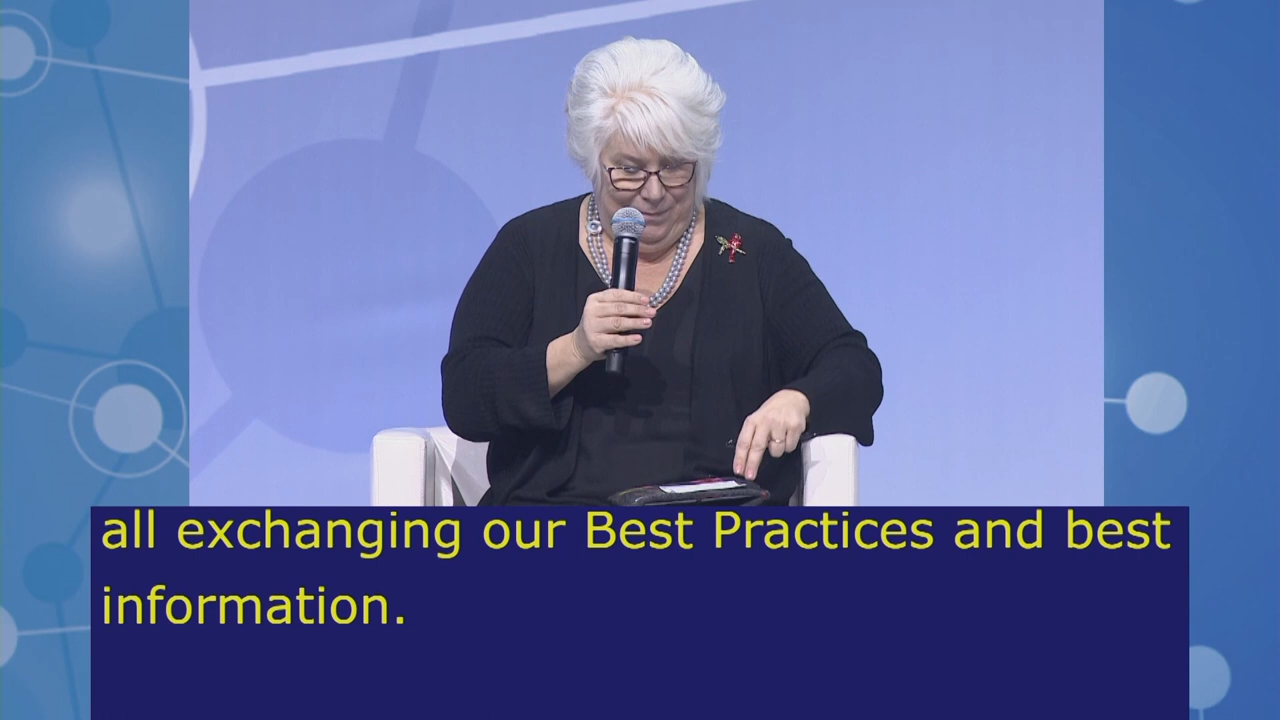 all exchanging our Best Practices and best
information.